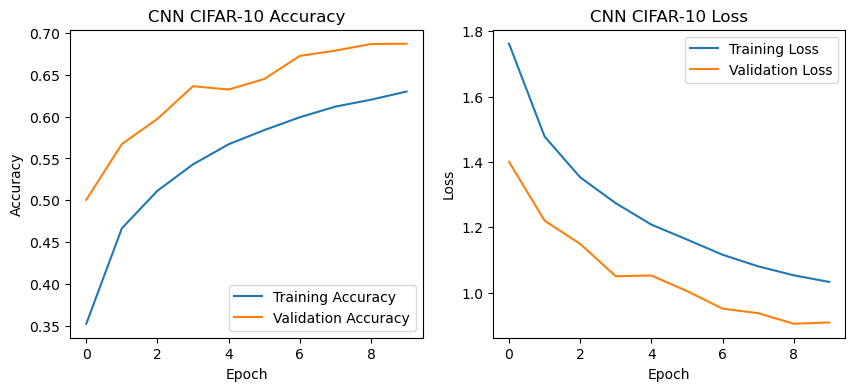 CNN CIFAR-10 Accuracy
0.70
0.65
0.60
0.55
0.50
0.45
0.40
0.35
Accuracy
0 2 4 6 8
Epoch
Training Accuracy
Validation Accuracy
CNN CIFAR-10 Loss
1.8
1.6
1.4
1.2
1.0
Loss
0 2 4 6 8
Epoch
Training Loss
Validation Loss